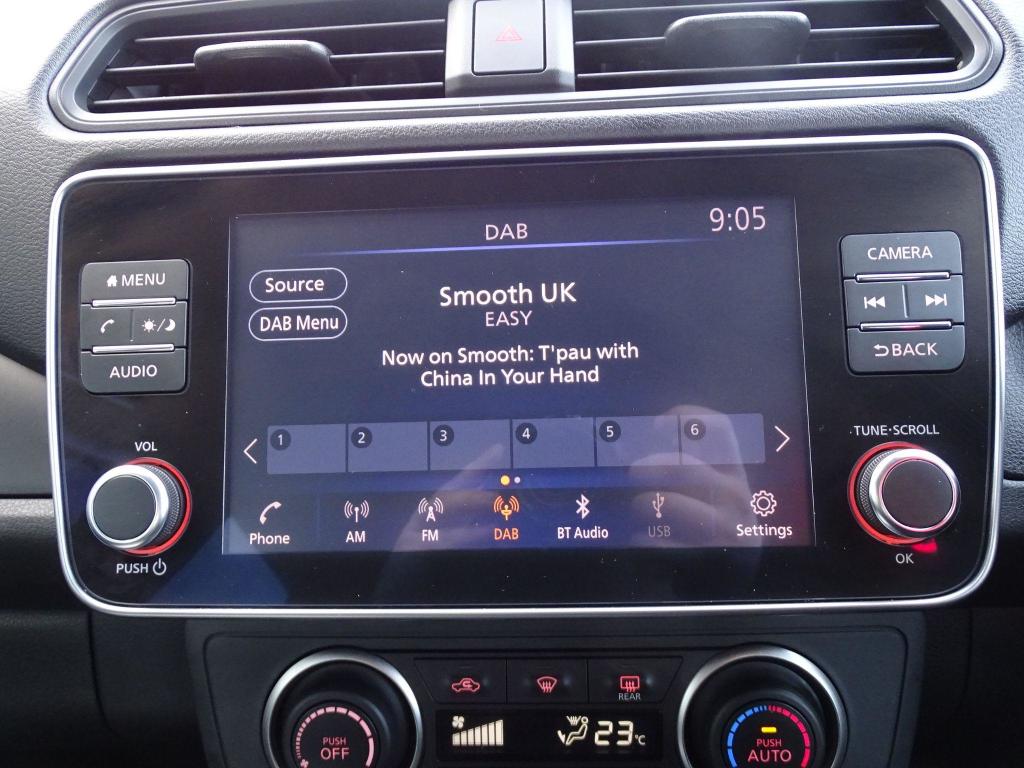 DAB
9:05
MENU
AUDIO
CAMERA
BACK
Source
DAB Menu
Smooth UK
EASY
Now on Smooth: T'pau with
China In Your Hand
1 2 3 4 5 6
VOL
PUSH
TUNE·SCROLL
OK
Phone AM FM DAB BT Audio USB Settings
REAR
PUSH
OFF
23°C
PUSH
AUTO